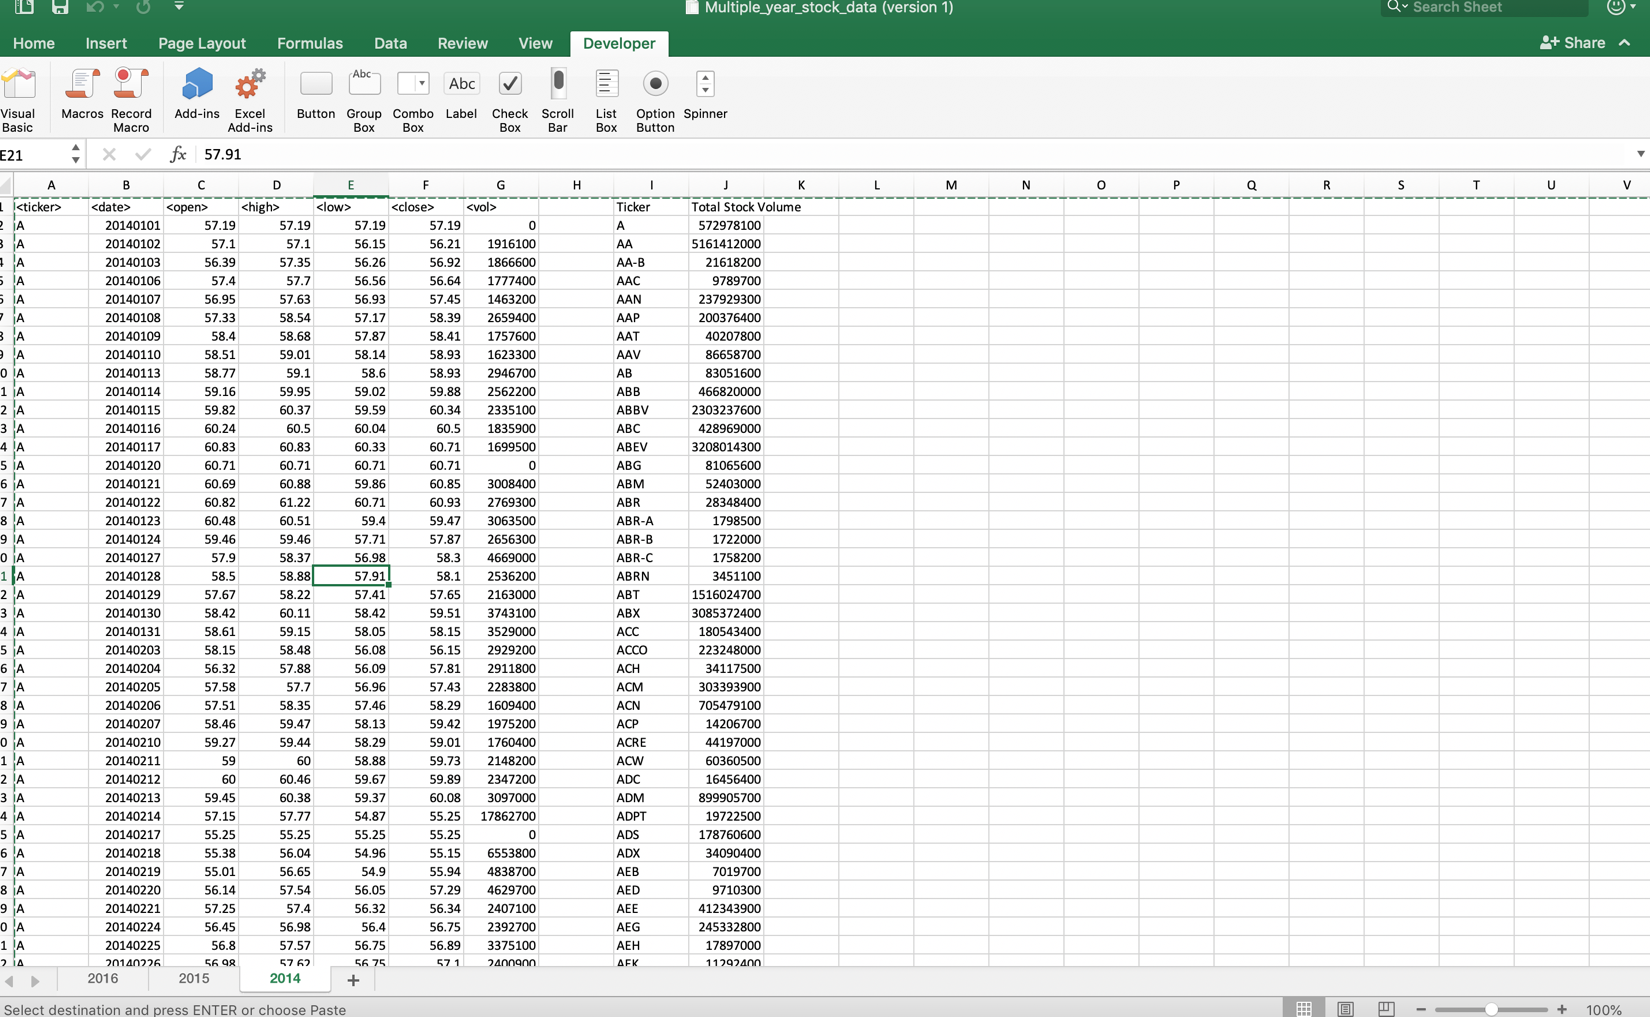 Multiple_year_stock_data (version 1)
Search Sheet
Home Insert Page Layout Formulas Data Review View Developer Share
Abc Abc
Visual Basic Macros Record Macro Add-ins Excel Add-ins Button Group Box Combo Box Label Check Box Scroll Bar List Box Option Button Spinner
E21 fx 57.91
A B C D E F G H I J K L M N O P Q R S T U V
<ticker> <date> <open> <high> <low> <close> <vol> Ticker Total Stock Volume
A 20140101 57.19 57.19 57.19 57.19 0 A 572978100
A 20140102 57.1 57.1 56.15 56.21 1916100 AA 5161412000
A 20140103 56.39 57.35 56.26 56.92 1866600 AA-B 21618200
A 20140106 57.4 57.7 56.56 56.64 1777400 AAC 9789700
A 20140107 56.95 57.63 56.93 57.45 1463200 AAN 237929300
A 20140108 57.33 58.54 57.17 58.39 2659400 AAP 200376400
A 20140109 58.4 58.68 57.87 58.41 1757600 AAT 40207800
A 20140110 58.51 59.01 58.14 58.93 1623300 AAV 86658700
A 20140113 58.77 59.1 58.6 58.93 2946700 AB 83051600
A 20140114 59.16 59.95 59.02 59.88 2562200 ABB 466820000
A 20140115 59.82 60.37 59.59 60.34 2335100 ABBV 2303237600
A 20140116 60.24 60.5 60.04 60.5 1835900 ABC 428969000
A 20140117 60.83 60.83 60.33 60.71 1699500 ABEV 3208014300
A 20140120 60.71 60.71 60.71 60.71 0 ABG 81065600
A 20140121 60.69 60.88 59.86 60.85 3008400 ABM 52403000
A 20140122 60.82 61.22 60.71 60.93 2769300 ABR 28348400
A 20140123 60.48 60.51 59.4 59.47 3063500 ABR-A 1798500
A 20140124 59.46 59.46 57.71 57.87 2656300 ABR-B 1722000
A 20140127 57.9 58.37 56.98 58.3 4669000 ABR-C 1758200
A 20140128 58.5 58.88 57.91 58.1 2536200 ABRN 3451100
A 20140129 57.67 58.22 57.41 57.65 2163000 ABT 1516024700
A 20140130 58.42 60.11 58.42 59.51 3743100 ABX 3085372400
A 20140131 58.61 59.15 58.05 58.15 3529000 ACC 180543400
A 20140203 58.15 58.48 56.08 56.15 2929200 ACCO 223248000
A 20140204 56.32 57.88 56.09 57.81 2911800 ACH 34117500
A 20140205 57.58 57.7 56.96 57.43 2283800 ACM 303393900
A 20140206 57.51 58.35 57.46 58.29 1609400 ACN 705479100
A 20140207 58.46 59.47 58.13 59.42 1975200 ACP 14206700
A 20140210 59.27 59.44 58.29 59.01 1760400 ACRE 44197000
A 20140211 59 60 58.88 59.73 2148200 ACW 60360500
A 20140212 60 60.46 59.67 59.89 2347200 ADC 16456400
A 20140213 59.45 60.38 59.37 60.08 3097000 ADM 899905700
A 20140214 57.15 57.77 54.87 55.25 17862700 ADPT 19722500
A 20140217 55.25 55.25 55.25 55.25 0 ADS 178760600
A 20140218 55.38 56.04 54.96 55.15 6553800 ADX 34090400
A 20140219 55.01 56.65 54.9 55.94 4838700 AEB 7019700
A 20140220 56.14 57.54 56.05 57.29 4629700 AED 9710300
A 20140221 57.25 57.4 56.32 56.34 2407100 AEE 412343900
A 20140224 56.45 56.98 56.4 56.75 2392700 AEG 245332800
A 20140225 56.8 57.57 56.75 56.89 3375100 AEH 17897000
A 20140226 56.98 57.62 56.75 57.1 2400900 AEK 11292400
2016 2015 2014
Select destination and press ENTER or choose Paste 100%